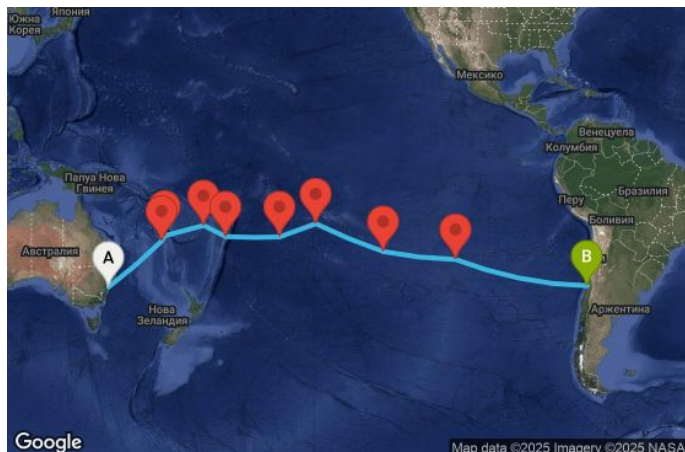 Япония
Южна
Корея
Мексико
Венецуела
Колумбия
Папуа Нова
Гвинея
Перу
Бразилия
Боливия
Австралия
A
B
Нова
Зеландия
Аржентина
Google
Map data ©2025 Imagery ©2025 NASA